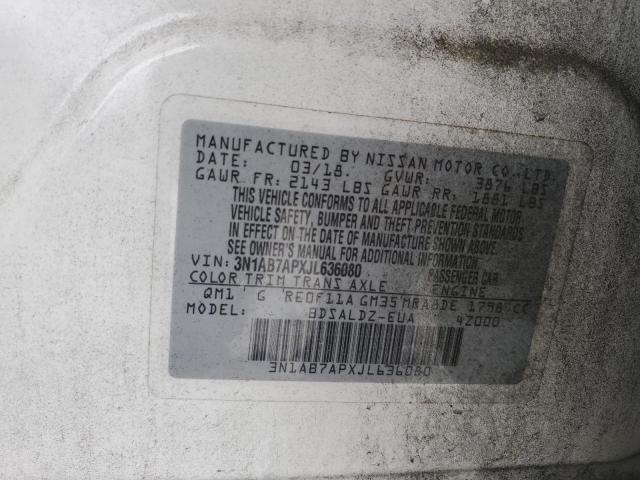 MANUFACTURED BY NISSAN MOTOR CO.,LTD.
DATE: 03/18. GVWR: 3876 LBS
GAWR FR: 2143 LBS GAWR RR: 1881 LBS
THIS VEHICLE CONFORMS TO ALL APPLICABLE FEDERAL MOTOR
VEHICLE SAFETY, BUMPER AND THEFT PREVENTION STANDARDS
IN EFFECT ON THE DATE OF MANUFACTURE SHOWN ABOVE.
SEE OWNER'S MANUAL FOR ADDITIONAL INFORMATION
VIN: 3N1AB7APXJL636080 PASSENGER CAR
COLOR TRIM TRANS AXLE ENGINE
QM1 G RE0F11A GM35 MRA8DE 1798 CC
MODEL: BDSALDZ-EUA 42000
3N1AB7APXJL636080